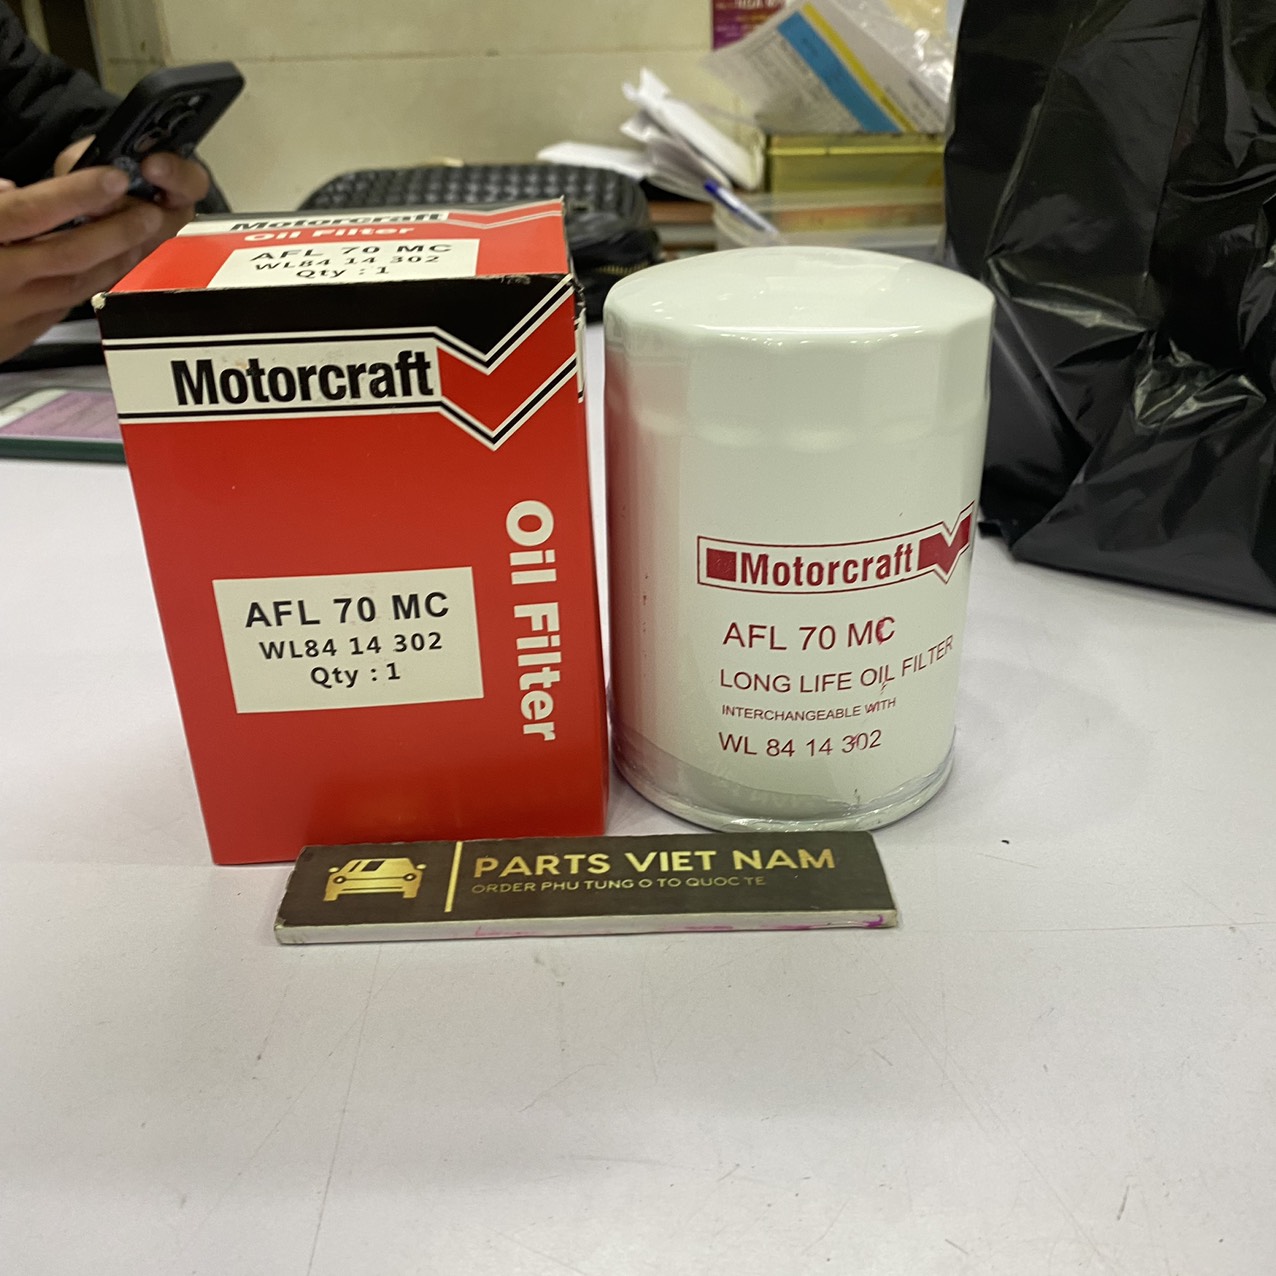 Motorcraft
Oil Filter
AFL 70 MC
WL84 14 302
Qty : 1
Motorcraft
Oil Filter
AFL 70 MC
WL84 14 302
Qty : 1
Motorcraft
AFL 70 MC
LONG LIFE OIL FILTER
INTERCHANGEABLE WITH
WL 84 14 302
PARTS VIET NAM
ORDER PHU TUNG O TO QUOC TE